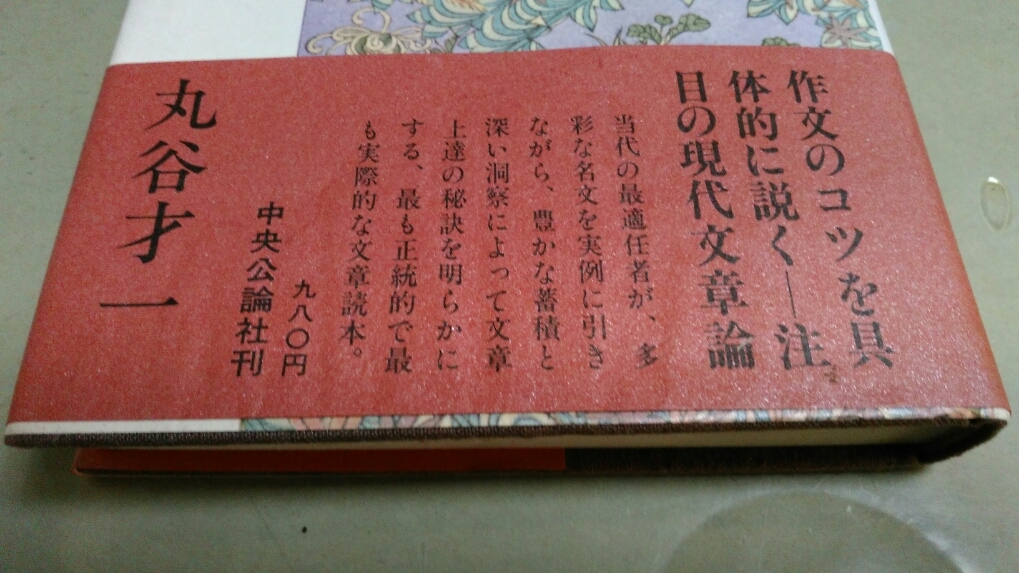 作文のコツを具
体的に説く―注
目の現代文章論
当代の最適任者が、多
彩な名文を実例に引き
ながら、豊かな蓄積と
深い洞察によって文章
上達の秘訣を明らかに
する、最も正統的で最
も実際的な文章読本。
九八〇円
中央公論社刊
丸谷才一